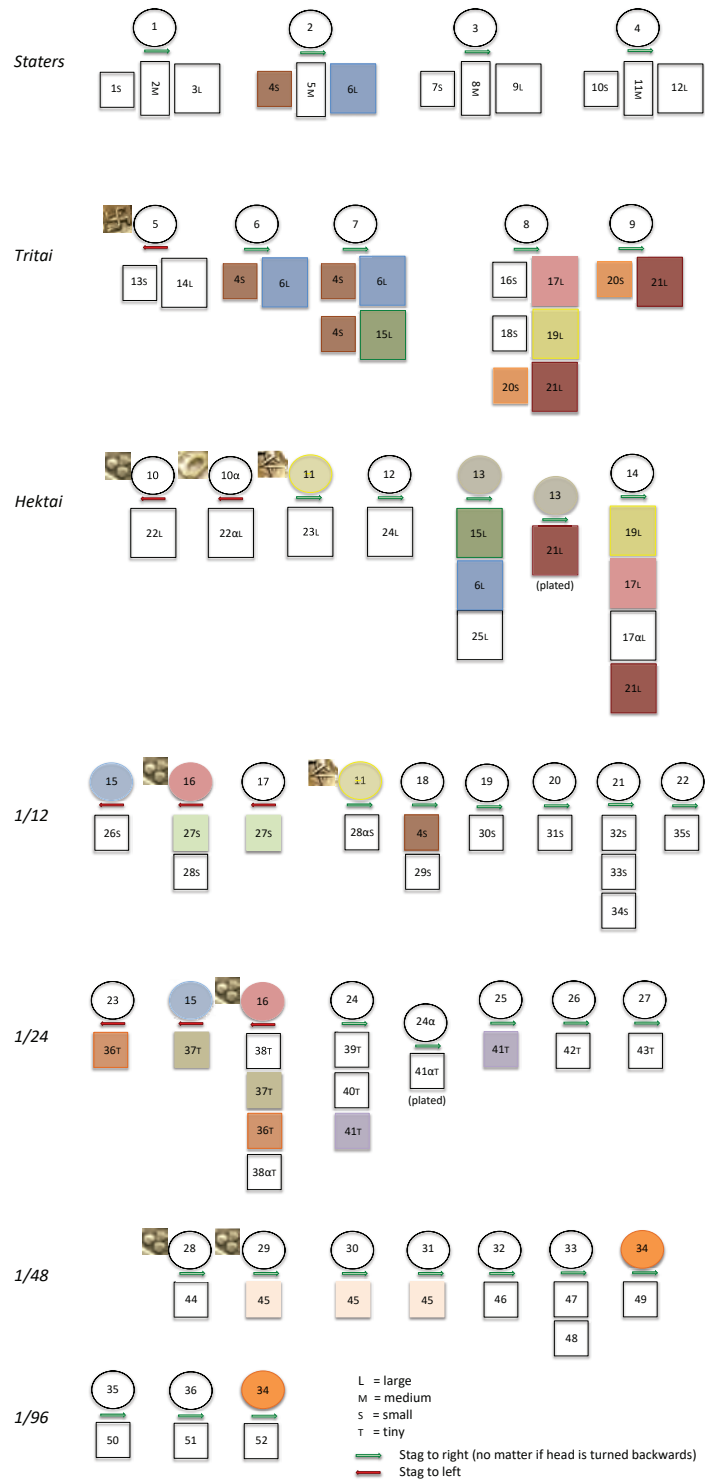 1 2 3 4
Staters
1S 2M 3L 4S 5M 6L 7S 8M 9L 10S 11M 12L
5 6 7 8 9
Tritai
13S 14L 4S 6L 4S 6L 16S 17L 20S 21L
4S 15L 18S 19L
20S 21L
10 10α 11 12 13 13 14
Hektai
22L 22αL 23L 24L 15L 21L 19L
(plated)
6L 17L
25L 17αL
21L
15 16 17 11 18 19 20 21 22
1/12
26S 27S 27S 28αS 4S 30S 31S 32S 35S
28S 29S 33S
34S
23 15 16 24 24α 25 26 27
1/24
36T 37T 38T 39T 41αT 41T 42T 43T
(plated)
37T 40T
36T 41T
38αT
28 29 30 31 32 33 34
1/48
44 45 45 45 46 47 49
48
35 36 34
1/96
50 51 52
L = large
M = medium
S = small
T = tiny
Stag to right (no matter if head is turned backwards)
Stag to left